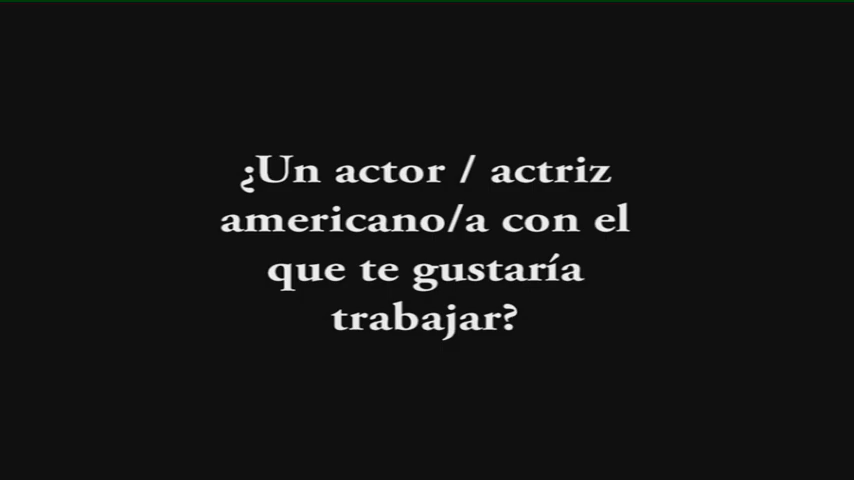 ¿Un actor / actriz
americano/a con el
que te gustaría
trabajar?